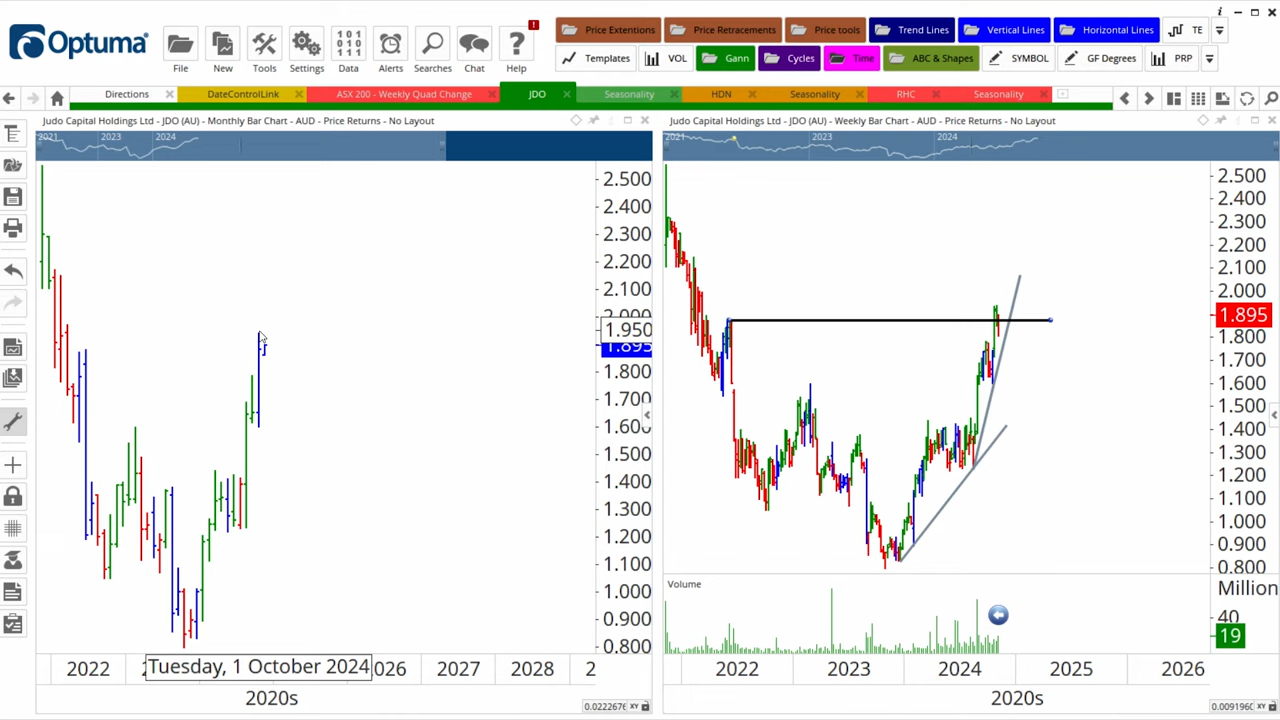 Optuma
File
New
Tools
Settings
Data
Alerts
Searches
Chat
Help
!
i
Price Extentions
Price Retracements
Price tools
Trend Lines
Vertical Lines
Horizontal Lines
TE
Templates
VOL
Gann
Cycles
Time
ABC & Shapes
SYMBOL
GF Degrees
PRP
Directions
DateControlLink
ASX 200 - Weekly Quad Change
JDO
Seasonality
HDN
Seasonality
RHC
Seasonality
Judo Capital Holdings Ltd - JDO (AU) - Monthly Bar Chart - AUD - Price Returns - No Layout
2021
2023
2024
2.500
2.400
2.300
2.200
2.100
2.000
1.950
1.895
1.800
1.700
1.600
1.500
1.400
1.300
1.200
1.100
1.000
0.900
0.800
2022
Tuesday, 1 October 2024
2027
2028
2020s
0.0222676
XY
Judo Capital Holdings Ltd - JDO (AU) - Weekly Bar Chart - AUD - Price Returns - No Layout
2021
2023
2024
2.500
2.400
2.300
2.200
2.100
2.000
1.895
1.800
1.700
1.600
1.500
1.400
1.300
1.200
1.100
1.000
0.900
0.800
Volume
Million
40
19
2022
2023
2024
2025
2026
2020s
XY